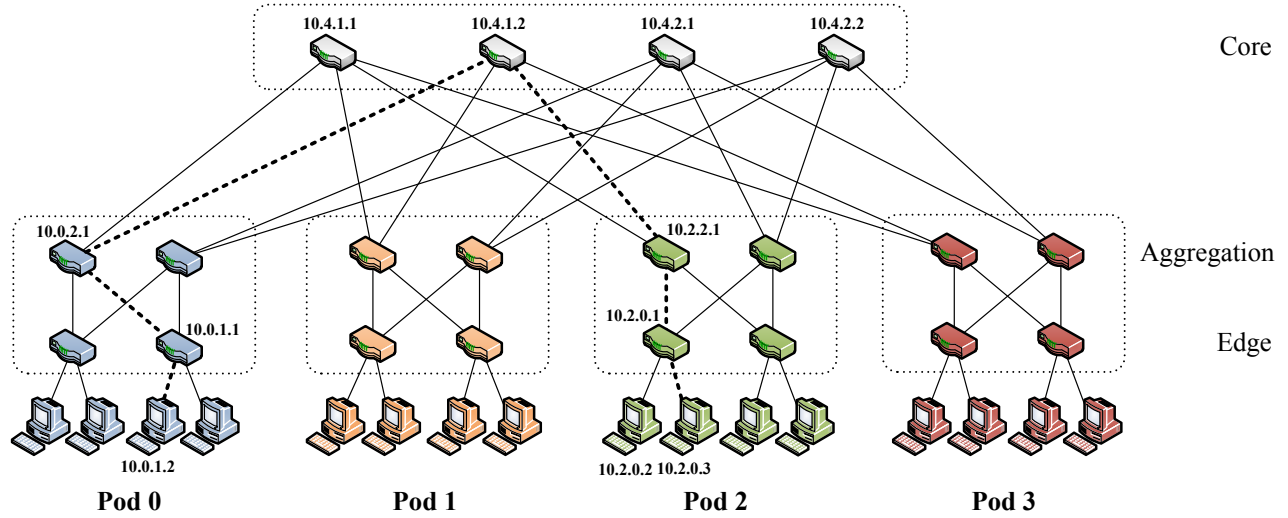 10.4.1.1
10.4.1.2
10.4.2.1
10.4.2.2
Core
10.0.2.1
10.2.2.1
Aggregation
10.0.1.1
10.2.0.1
Edge
10.0.1.2
10.2.0.2
10.2.0.3
Pod 0
Pod 1
Pod 2
Pod 3